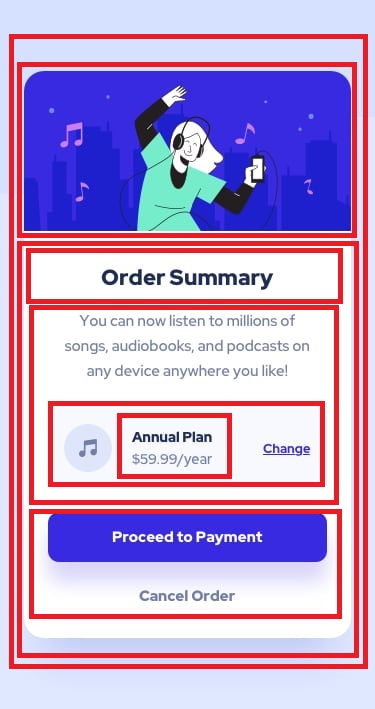 Order Summary
You can now listen to millions of
songs, audiobooks, and podcasts on
any device anywhere you like!
Annual Plan
$59.99/year
Change
Proceed to Payment
Cancel Order